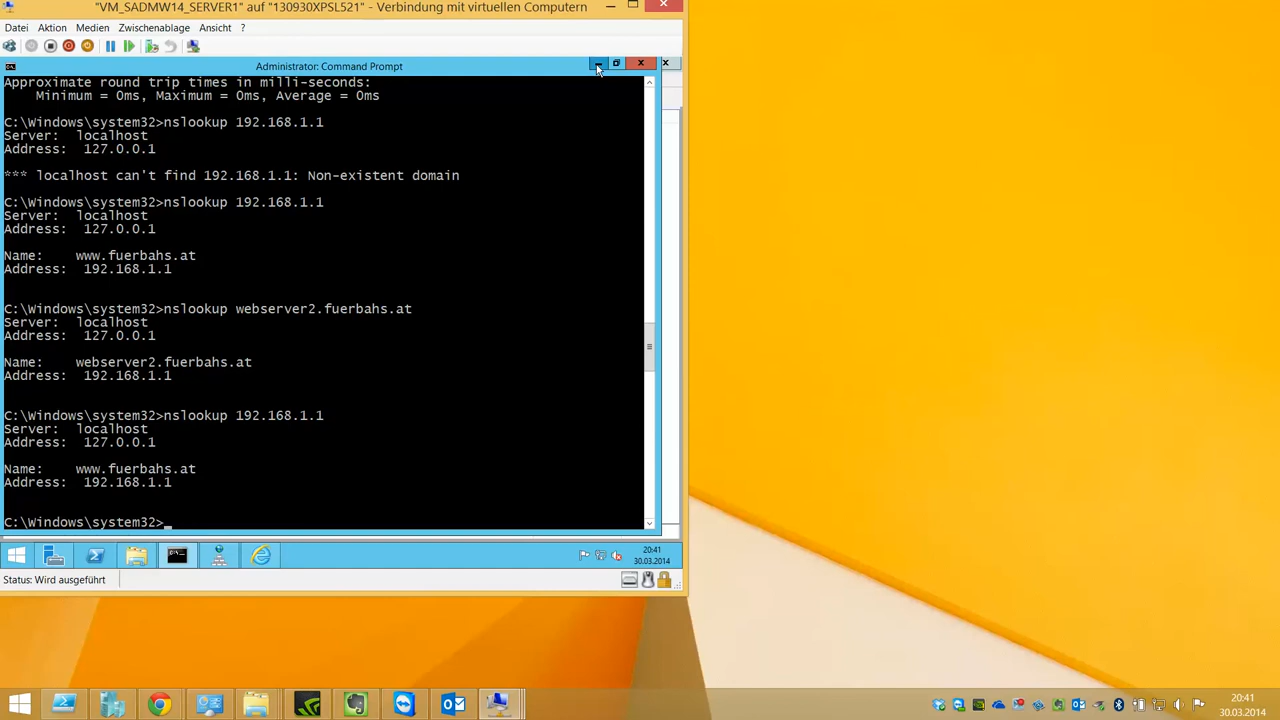 "VM_SADMW14_SERVER1" auf "130930XPSL521" - Verbindung mit virtuellen Computern
Datei Aktion Medien Zwischenablage Ansicht ?
Administrator: Command Prompt
Approximate round trip times in milli-seconds:
Minimum = 0ms, Maximum = 0ms, Average = 0ms
C:\Windows\system32>nslookup 192.168.1.1
Server: localhost
Address: 127.0.0.1
*** localhost can't find 192.168.1.1: Non-existent domain
C:\Windows\system32>nslookup 192.168.1.1
Server: localhost
Address: 127.0.0.1
Name: www.fuerbahs.at
Address: 192.168.1.1
C:\Windows\system32>nslookup webserver2.fuerbahs.at
Server: localhost
Address: 127.0.0.1
Name: webserver2.fuerbahs.at
Address: 192.168.1.1
C:\Windows\system32>nslookup 192.168.1.1
Server: localhost
Address: 127.0.0.1
Name: www.fuerbahs.at
Address: 192.168.1.1
C:\Windows\system32>_
20:41
30.03.2014
Status: Wird ausgeführt
20:41
30.03.2014